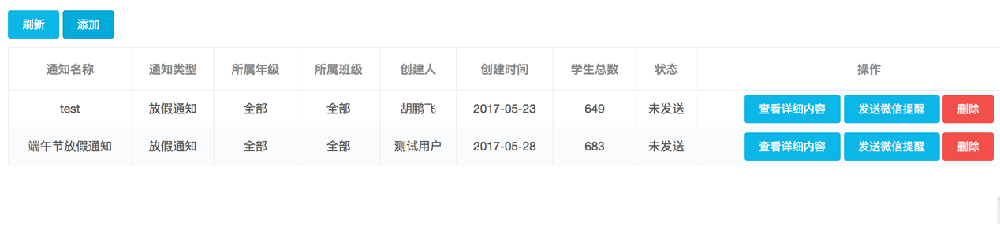 刷新 添加
通知名称 通知类型 所属年级 所属班级 创建人 创建时间 学生总数 状态 操作
test 放假通知 全部 全部 胡鹏飞 2017-05-23 649 未发送 查看详细内容 发送微信提醒 删除
端午节放假通知 放假通知 全部 全部 测试用户 2017-05-28 683 未发送 查看详细内容 发送微信提醒 删除